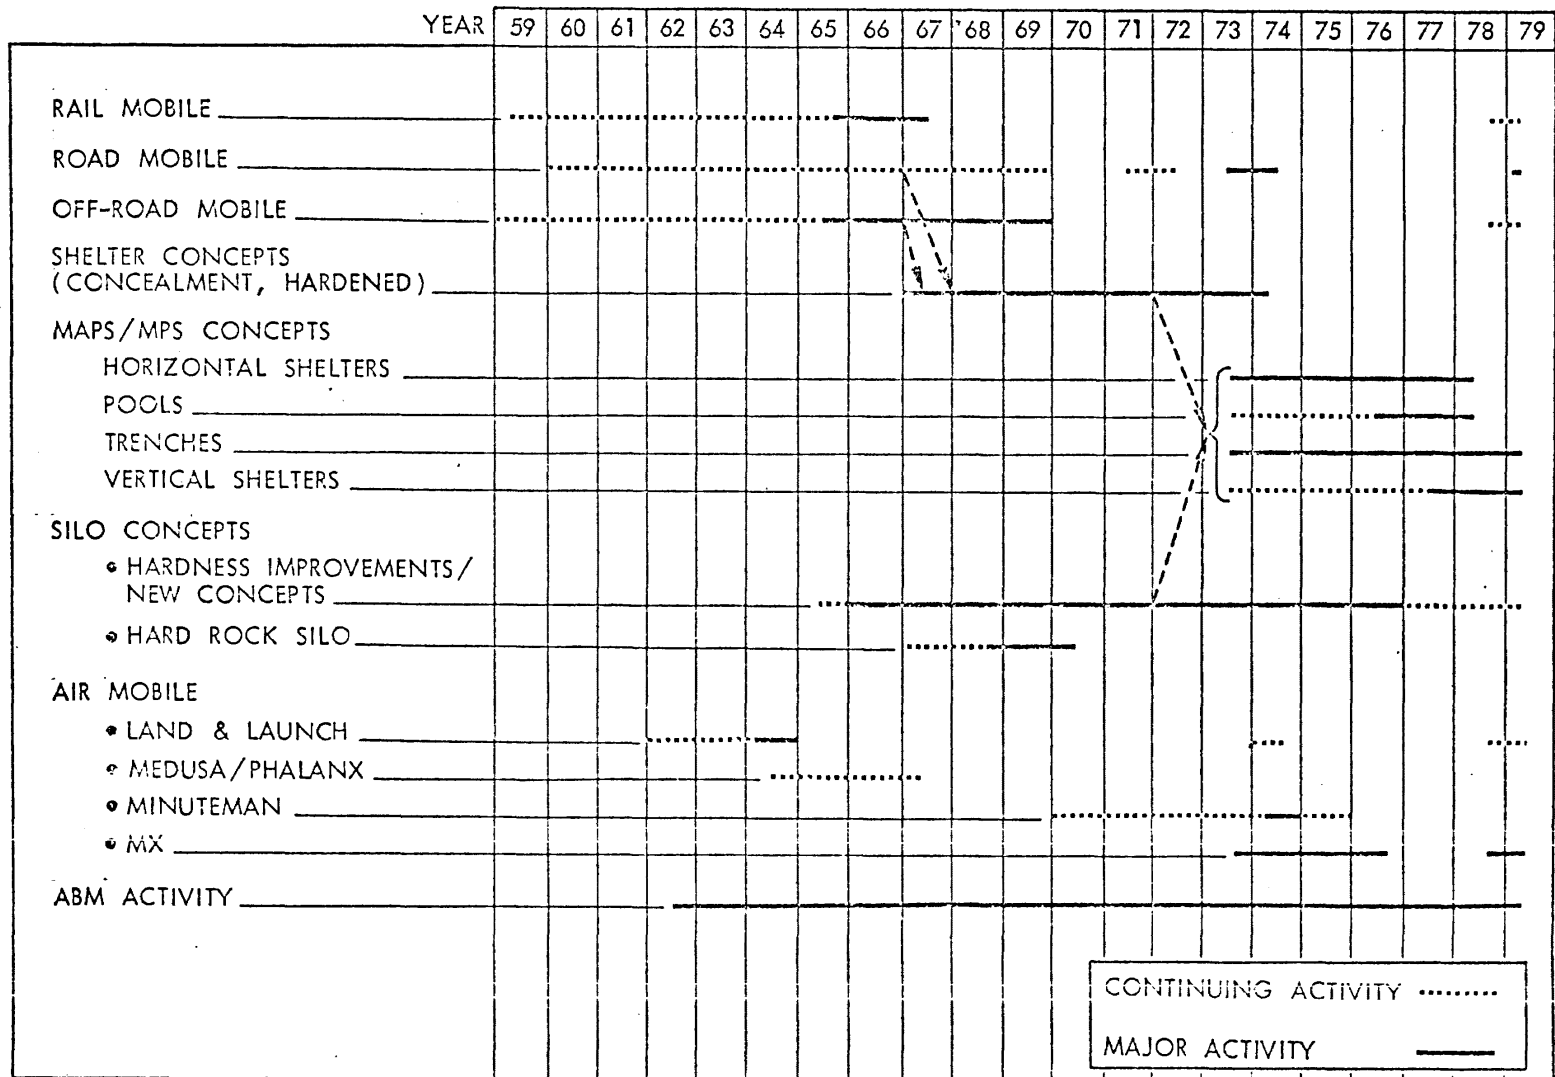 YEAR 59 60 61 62 63 64 65 66 67 68 69 70 71 72 73 74 75 76 77 78 79
RAIL MOBILE
ROAD MOBILE
OFF-ROAD MOBILE
SHELTER CONCEPTS
(CONCEALMENT, HARDENED)
MAPS/MPS CONCEPTS
HORIZONTAL SHELTERS
POOLS
TRENCHES
VERTICAL SHELTERS
SILO CONCEPTS
• HARDNESS IMPROVEMENTS/
NEW CONCEPTS
• HARD ROCK SILO
AIR MOBILE
• LAND & LAUNCH
• MEDUSA/PHALANX
• MINUTEMAN
• MX
ABM ACTIVITY
CONTINUING ACTIVITY
MAJOR ACTIVITY